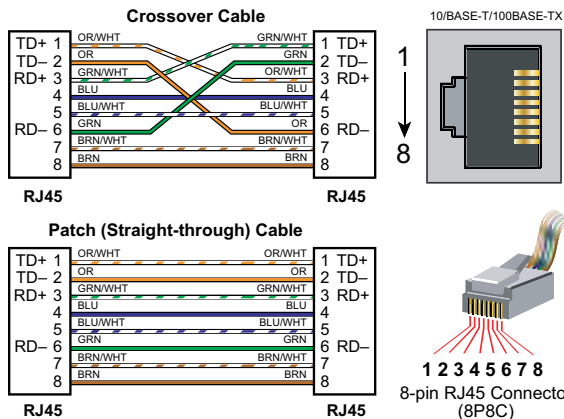 Crossover Cable
10/BASE-T/100BASE-TX
TD+ 1 OR/WHT GRN/WHT 1 TD+
TD– 2 OR GRN 2 TD–
RD+ 3 GRN/WHT OR/WHT 3 RD+
4 BLU BLU 4
5 BLU/WHT BLU/WHT 5
RD– 6 GRN OR 6 RD–
7 BRN/WHT BRN/WHT 7
8 BRN BRN 8
RJ45 RJ45
1
8
Patch (Straight-through) Cable
TD+ 1 OR/WHT OR/WHT 1 TD+
TD– 2 OR OR 2 TD–
RD+ 3 GRN/WHT GRN/WHT 3 RD+
4 BLU BLU 4
5 BLU/WHT BLU/WHT 5
RD– 6 GRN GRN 6 RD–
7 BRN/WHT BRN/WHT 7
8 BRN BRN 8
RJ45 RJ45
1 2 3 4 5 6 7 8
8-pin RJ45 Connecto
(8P8C)